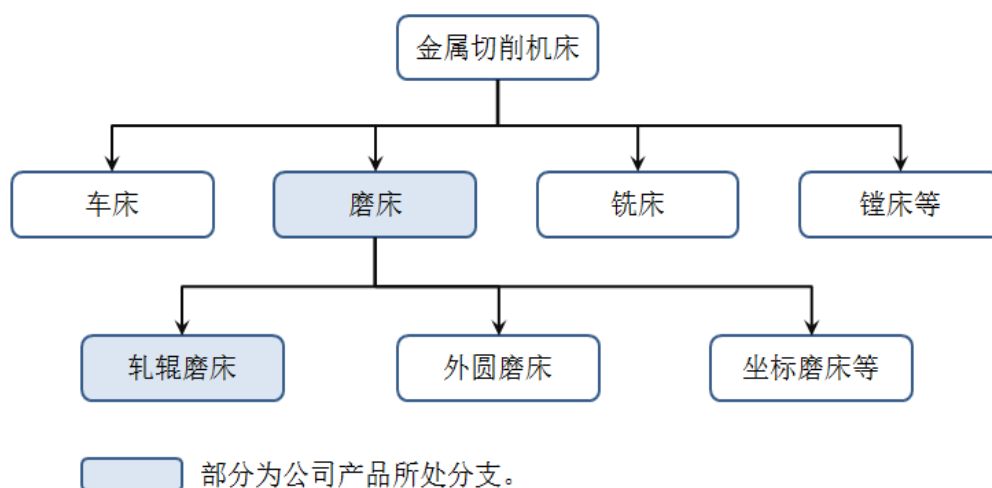 金属切削机床
车床
磨床
铣床
镗床等
轧辊磨床
外圆磨床
坐标磨床等
部分为公司产品所处分支。